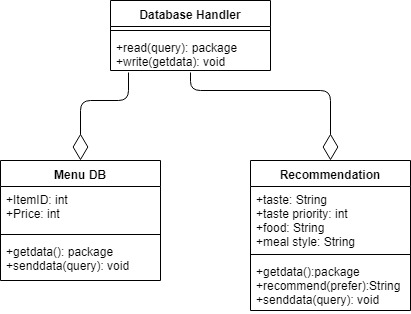 Database Handler
+read(query): package
+write(getdata): void
Menu DB
+ItemID: int
+Price: int
+getdata(): package
+senddata(query): void
Recommendation
+taste: String
+taste priority: int
+food: String
+meal style: String
+getdata():package
+recommend(prefer):String
+senddata(query): void